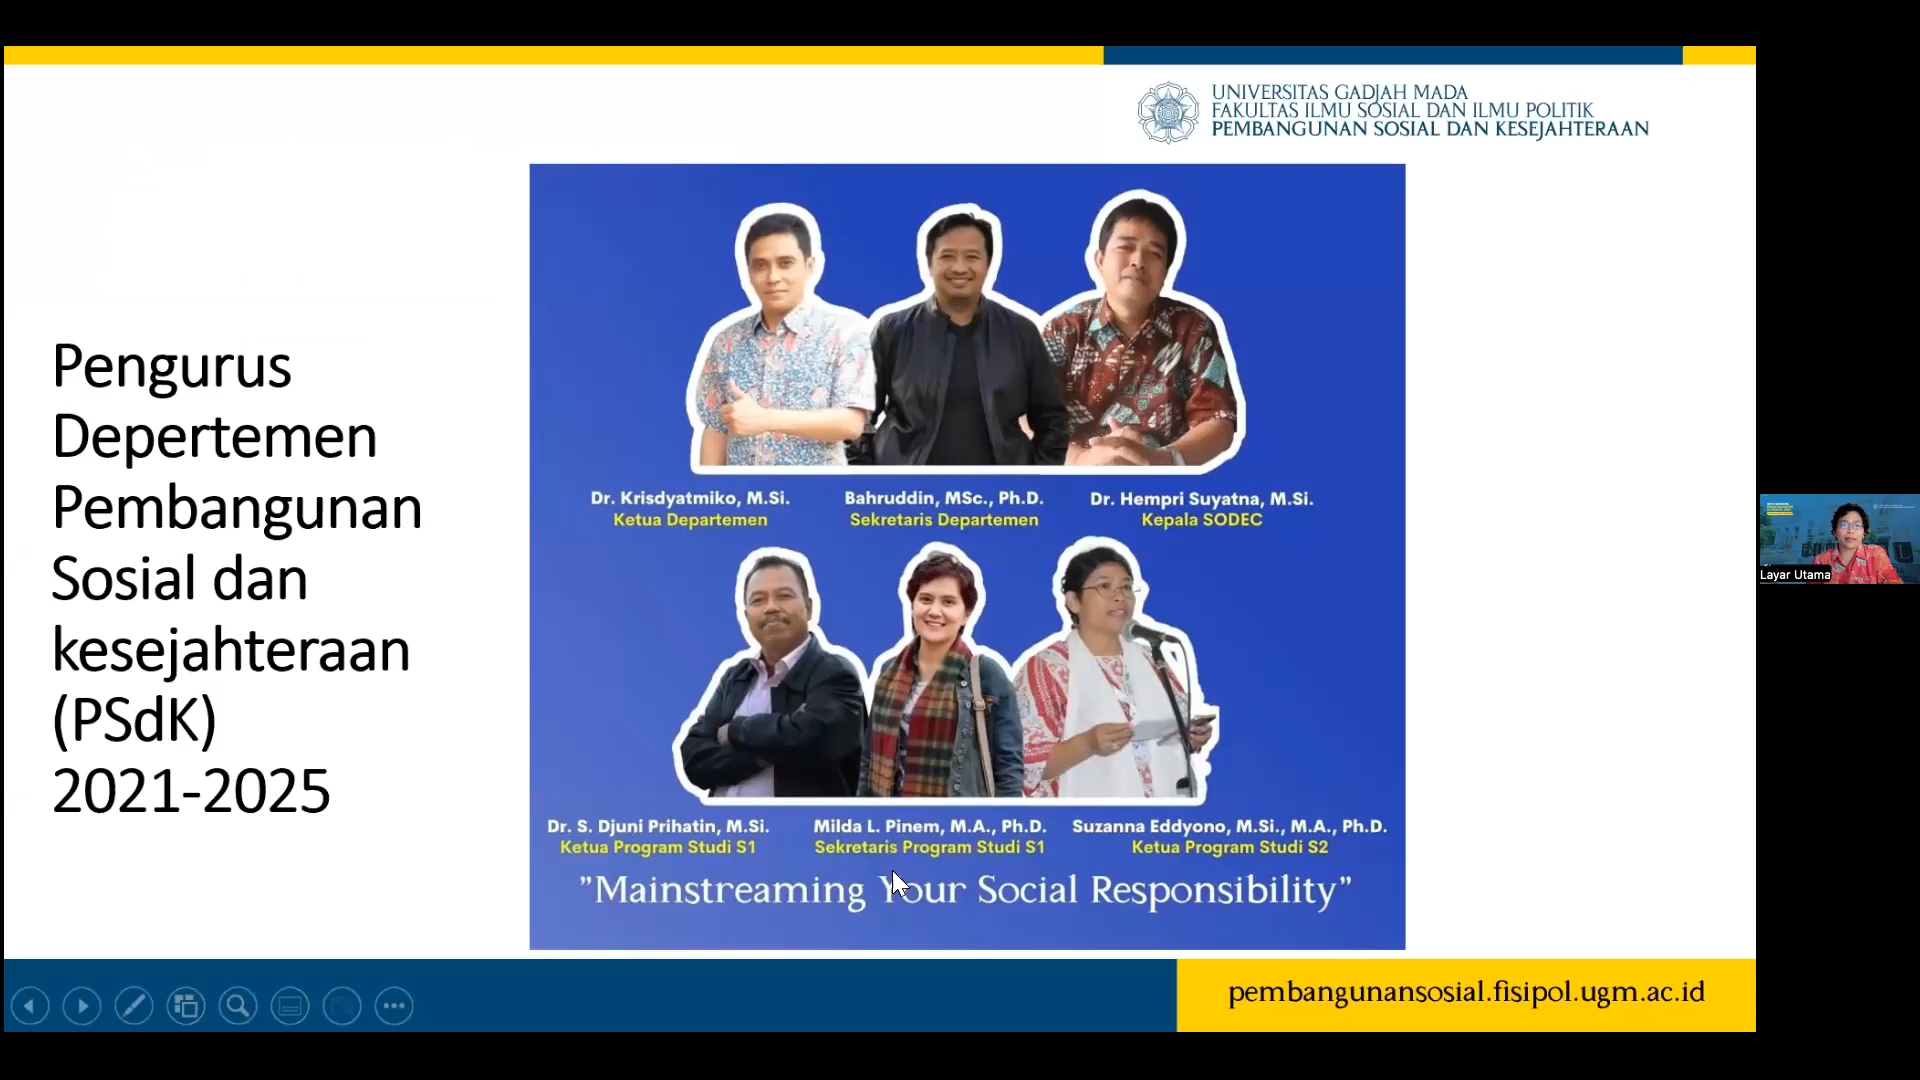 UNIVERSITAS GADJAH MADA
FAKULTAS ILMU SOSIAL DAN ILMU POLITIK
PEMBANGUNAN SOSIAL DAN KESEJAHTERAAN
Pengurus
Depertemen
Pembangunan
Sosial dan
kesejahteraan
(PSdK)
2021-2025
Dr. Krisdyatmiko, M.Si.
Ketua Departemen
Bahruddin, MSc., Ph.D.
Sekretaris Departemen
Dr. Hempri Suyatna, M.Si.
Kepala SODEC
Dr. S. Djuni Prihatin, M.Si.
Ketua Program Studi S1
Milda L. Pinem, M.A., Ph.D.
Sekretaris Program Studi S1
Suzanna Eddyono, M.Si., M.A., Ph.D.
Ketua Program Studi S2
"Mainstreaming Your Social Responsibility"
pembangunansosial.fisipol.ugm.ac.id
Layar Utama